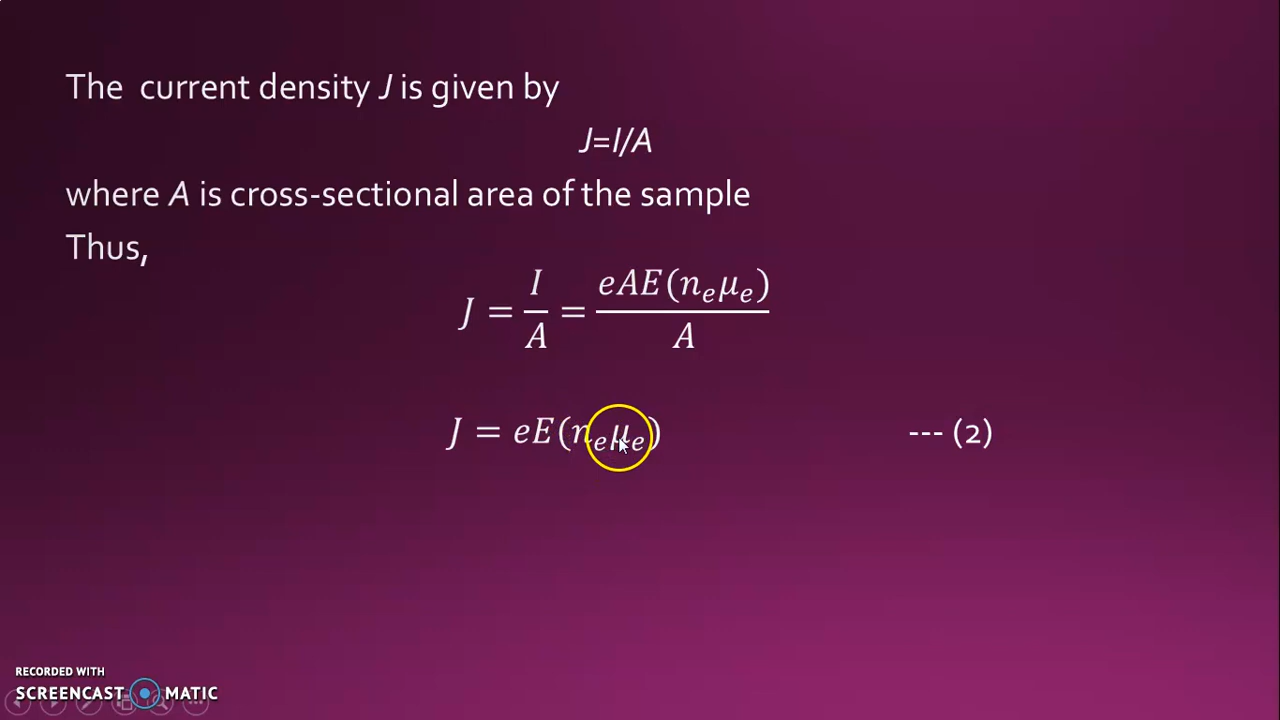 The current density J is given by
J=I/A
where A is cross-sectional area of the sample
Thus,
J = I/A = eAE(nₑμₑ)/A
J = eE(nₑμₑ) --- (2)
RECORDED WITH
SCREENCAST MATIC